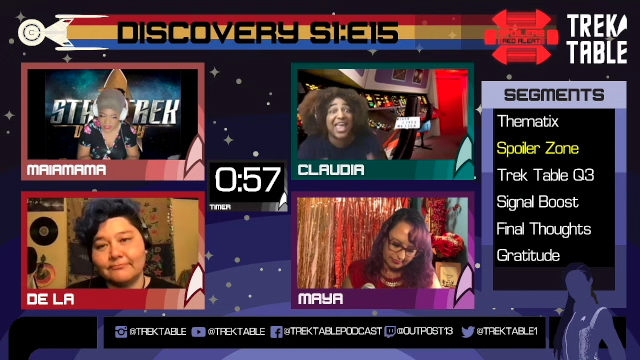 DISCOVERY S1:E15
RED ALERT
TREK
TABLE
STAR TREK
MAIAMAMA
CLAUDIA
0:57
TIMER
DE LA
MAYA
SEGMENTS
Thematix
Spoiler Zone
Trek Table Q3
Signal Boost
Final Thoughts
Gratitude
@TREKTABLE @TREKTABLE @TREKTABLEPODCAST @OUTPOST13 @TREKTABLE1